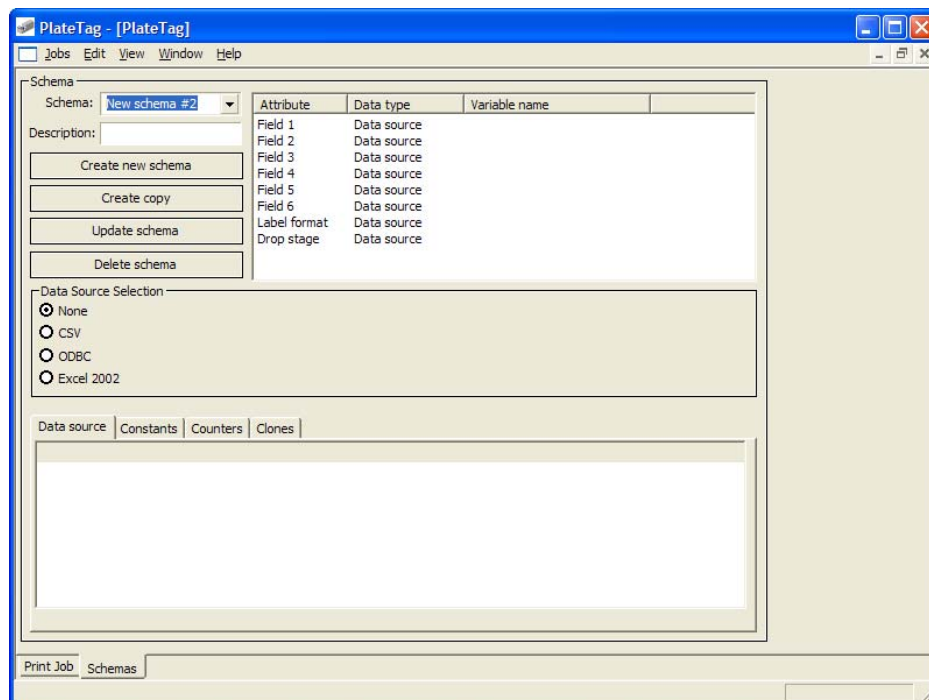 PlateTag - [PlateTag]
Jobs Edit View Window Help
Schema
Schema: New schema #2
Description:
Create new schema
Create copy
Update schema
Delete schema
Attribute Data type Variable name
Field 1 Data source
Field 2 Data source
Field 3 Data source
Field 4 Data source
Field 5 Data source
Field 6 Data source
Label format Data source
Drop stage Data source
Data Source Selection
None
CSV
ODBC
Excel 2002
Data source Constants Counters Clones
Print Job Schemas